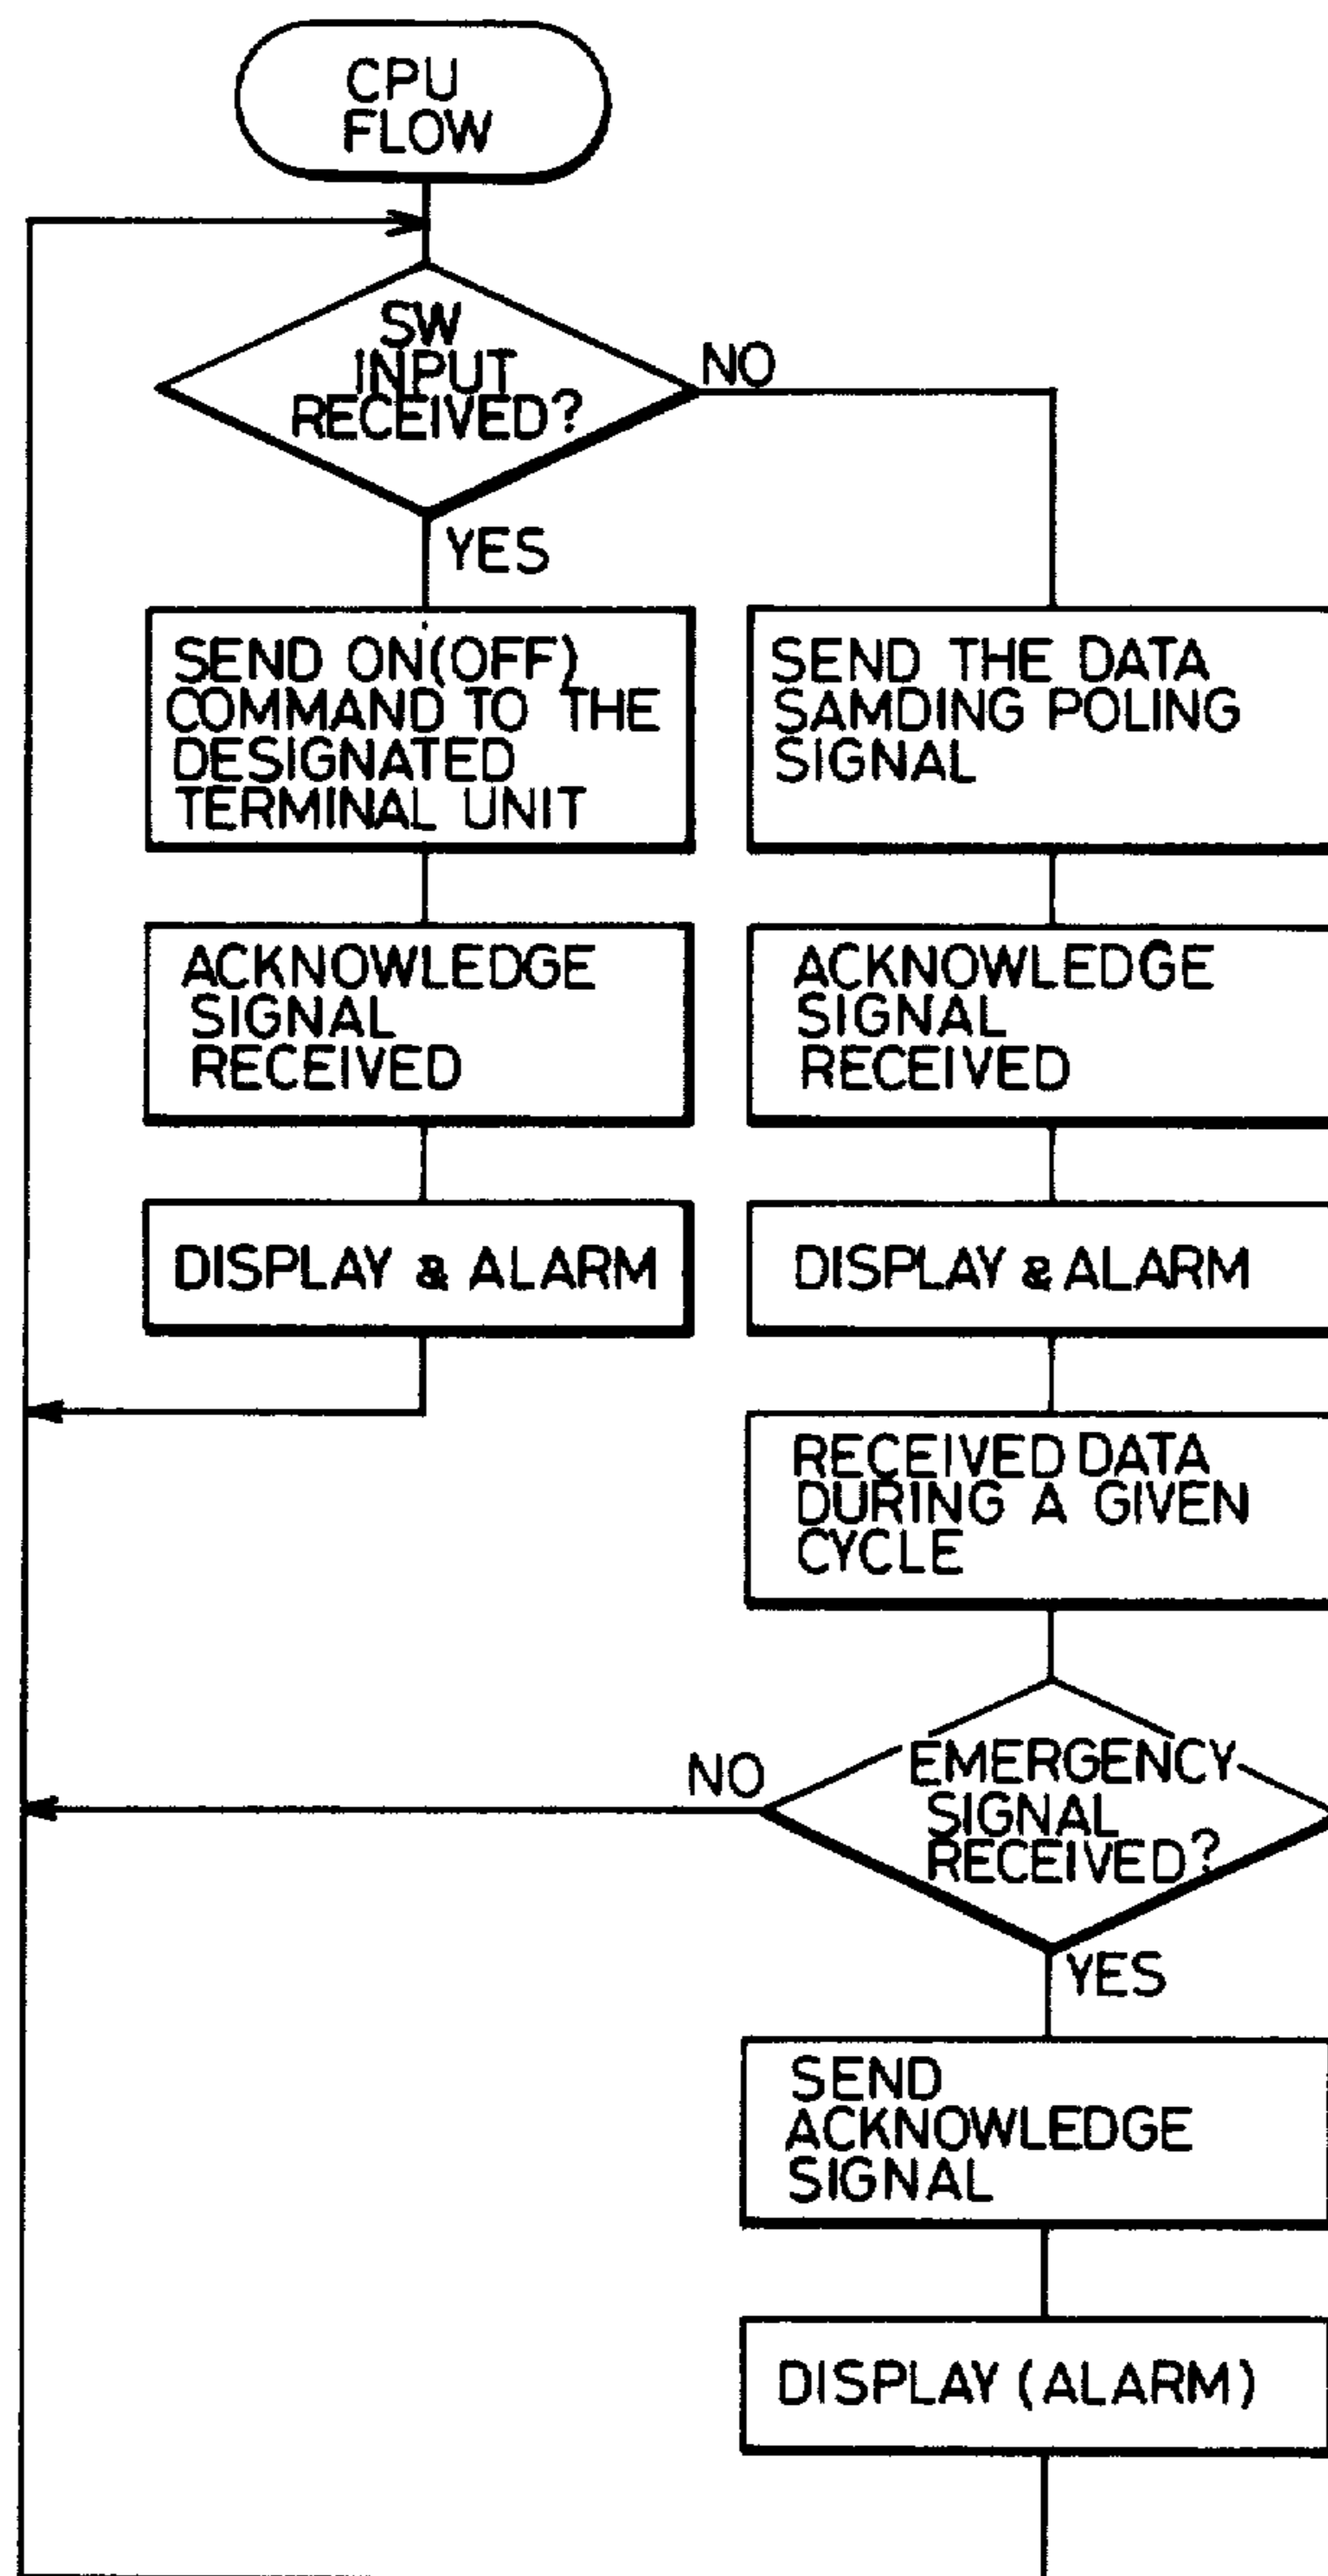 CPU
FLOW
SW
INPUT
RECEIVED?
NO
YES
SEND ON(OFF)
COMMAND TO THE
DESIGNATED
TERMINAL UNIT
ACKNOWLEDGE
SIGNAL
RECEIVED
DISPLAY & ALARM
SEND THE DATA
SAMDING POLING
SIGNAL
ACKNOWLEDGE
SIGNAL
RECEIVED
DISPLAY & ALARM
RECEIVED DATA
DURING A GIVEN
CYCLE
EMERGENCY
SIGNAL
RECEIVED?
NO
YES
SEND
ACKNOWLEDGE
SIGNAL
DISPLAY (ALARM)